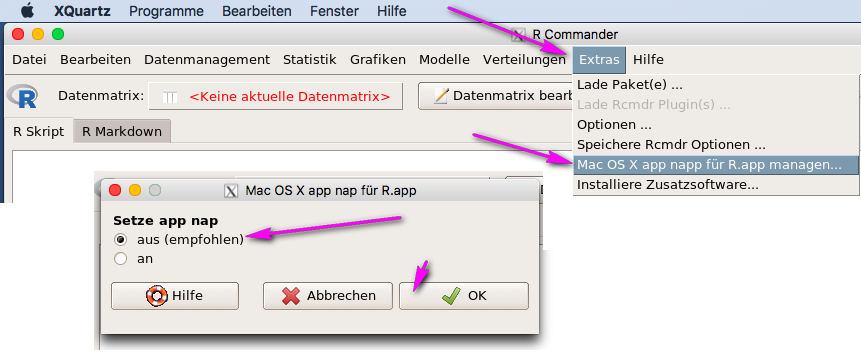 XQuartz Programme Bearbeiten Fenster Hilfe
R Commander
Datei Bearbeiten Datenmanagement Statistik Grafiken Modelle Verteilungen Extras Hilfe
R Datenmatrix: <Keine aktuelle Datenmatrix> Datenmatrix bearb
Lade Paket(e) ...
Lade Rcmdr Plugin(s) ...
Optionen ...
Speichere Rcmdr Optionen ...
Mac OS X app napp für R.app managen...
Installiere Zusatzsoftware...
R Skript R Markdown
Mac OS X app nap für R.app
Setze app nap
aus (empfohlen)
an
Hilfe Abbrechen OK